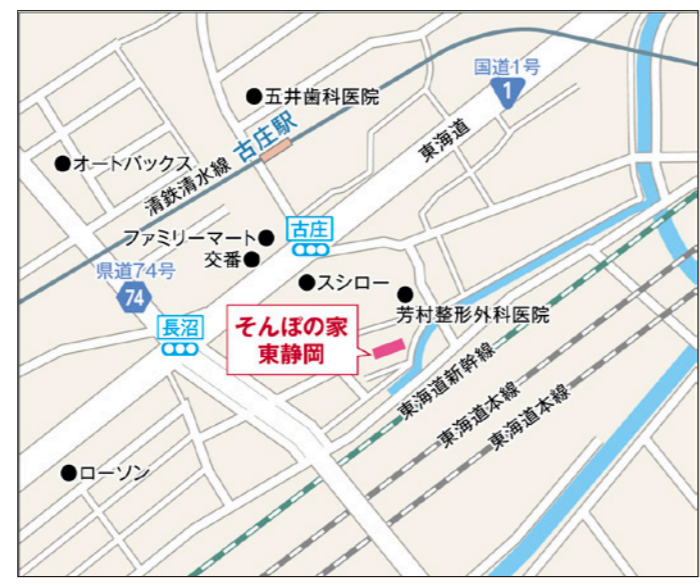 国道1号
1
五井歯科医院
古庄駅
東海道
オートバックス
清鉄清水線
ファミリーマート
古庄
交番
県道74号
74
スシロー
芳村整形外科医院
長沼
そんぽの家
東静岡
東海道新幹線
東海道本線
東海道本線
ローソン